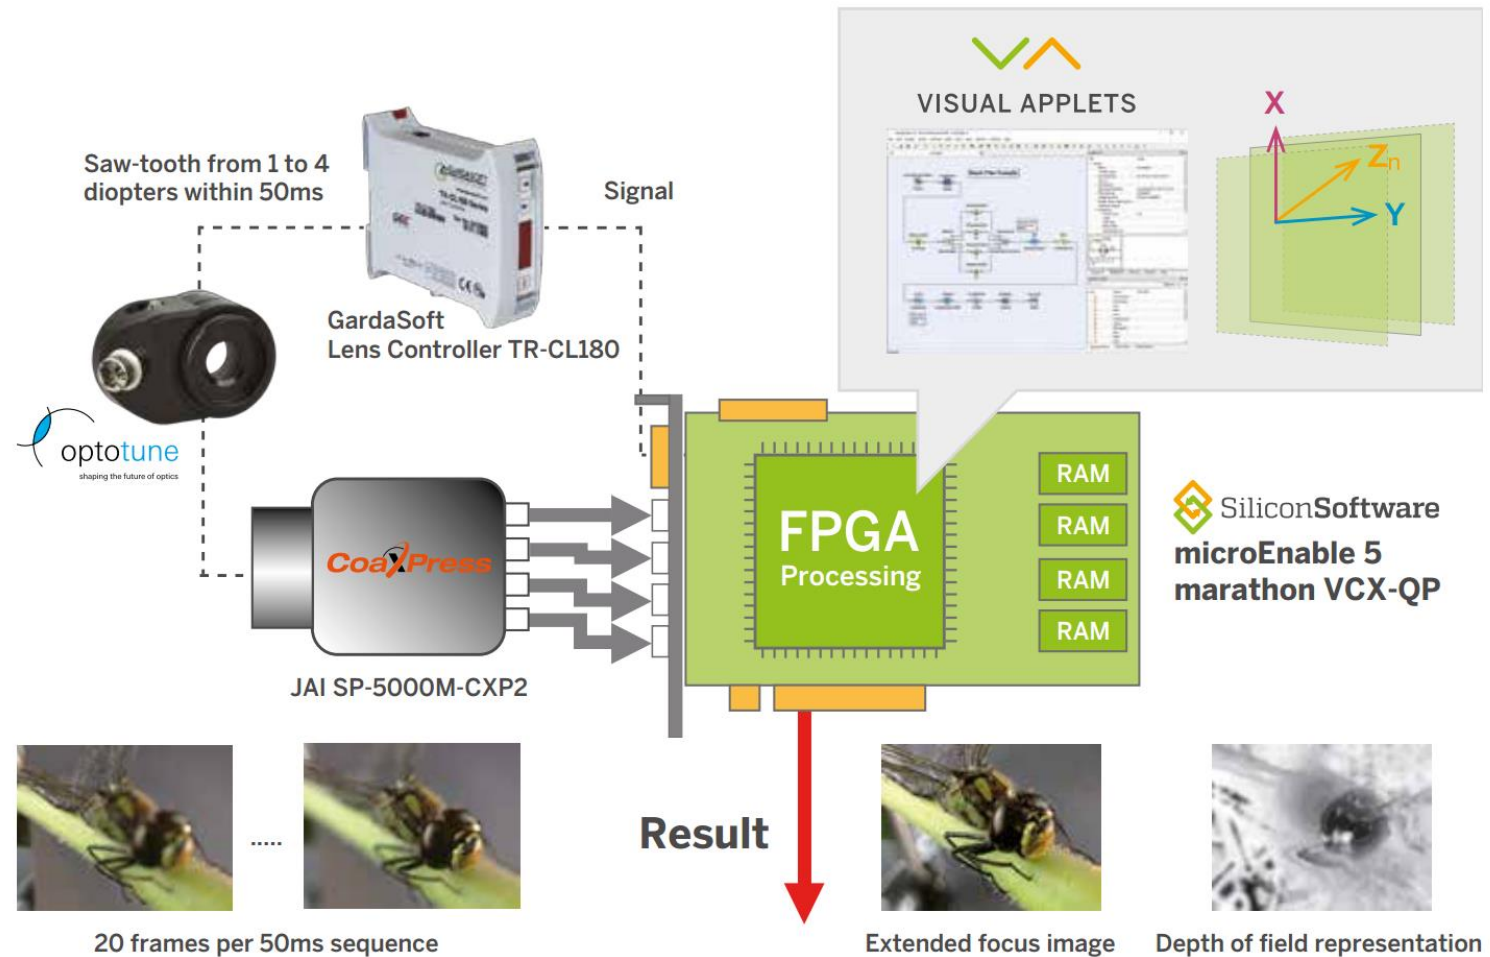 VISUAL APPLETS
X
Zn
Y
Saw-tooth from 1 to 4
diopters within 50ms
Signal
GardaSoft
Lens Controller TR-CL180
optotune
shaping the future of optics
CoaXPress
JAI SP-5000M-CXP2
FPGA
Processing
RAM
RAM
RAM
RAM
SiliconSoftware
microEnable 5
marathon VCX-QP
.....
Result
20 frames per 50ms sequence
Extended focus image
Depth of field representation